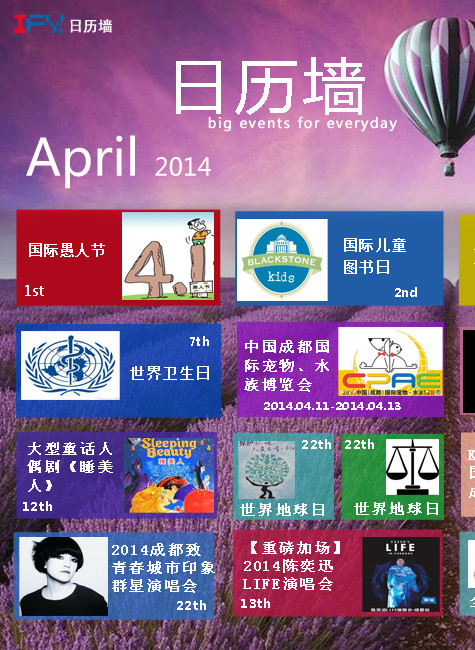 IFY. 日历墙
日历墙
big events for everyday
April 2014
国际愚人节
1st
4.1
愚人节
BLACKSTONE
kids
国际儿童
图书日
2nd
7th
世界卫生日
中国成都国
际宠物、水
族博览会
CPAE
2014.04.11-2014.04.13
大型童话人
偶剧《睡美
人》
12th
Sleeping
Beauty
睡美人
22th
世界地球日
22th
世界地球日
2014成都致
青春城市印象
群星演唱会
22th
【重磅加场】
2014陈奕迅
LIFE演唱会
13th
LIFE